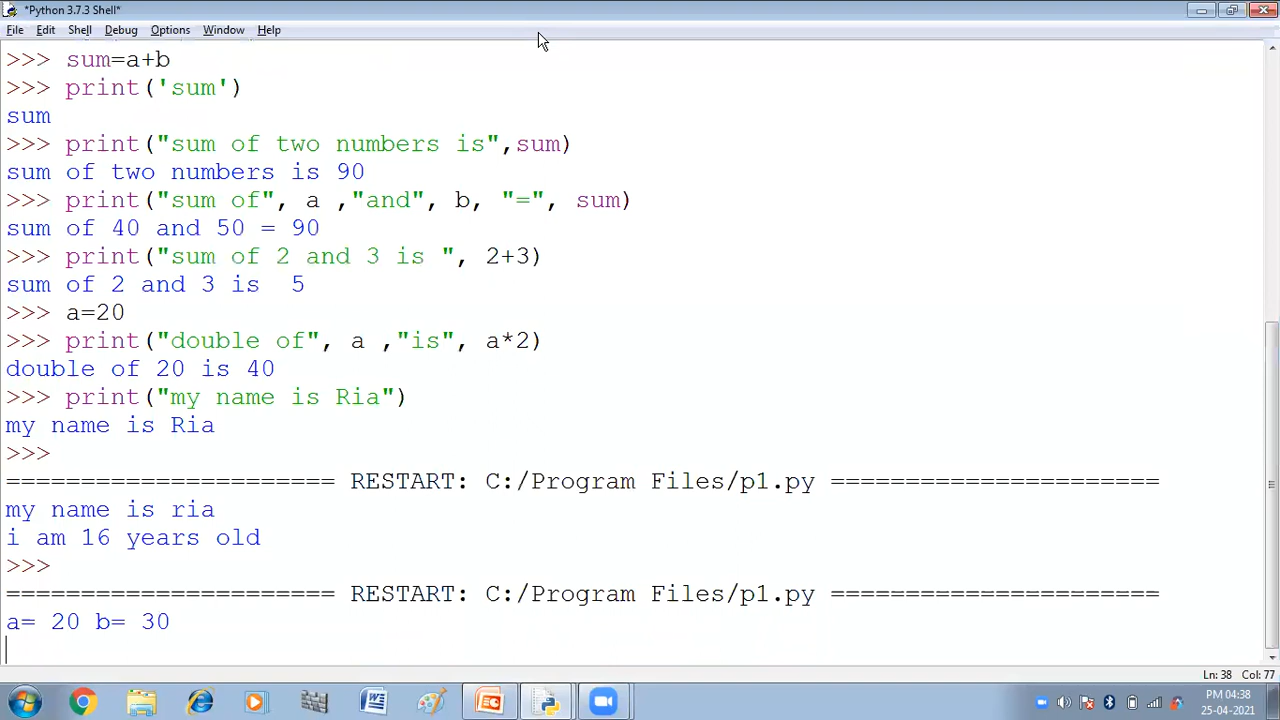 *Python 3.7.3 Shell*
File Edit Shell Debug Options Window Help
>>> sum=a+b
>>> print('sum')
sum
>>> print("sum of two numbers is",sum)
sum of two numbers is 90
>>> print("sum of", a ,"and", b, "=", sum)
sum of 40 and 50 = 90
>>> print("sum of 2 and 3 is ", 2+3)
sum of 2 and 3 is  5
>>> a=20
>>> print("double of", a ,"is", a*2)
double of 20 is 40
>>> print("my name is Ria")
my name is Ria
>>>
====================== RESTART: C:/Program Files/p1.py ======================
my name is ria
i am 16 years old
>>>
====================== RESTART: C:/Program Files/p1.py ======================
a= 20 b= 30
Ln: 38 Col: 77
PM 04:38
25-04-2021